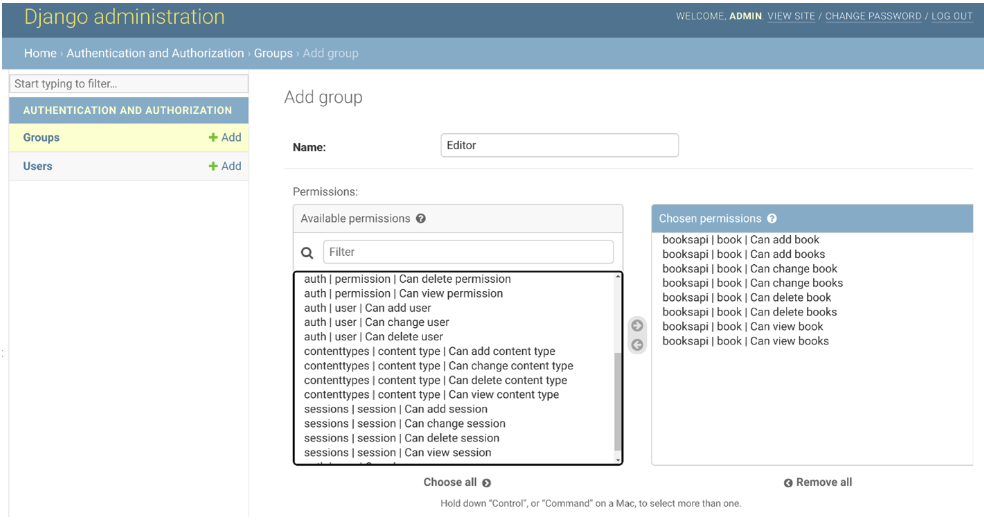 Django administration
WELCOME, ADMIN. VIEW SITE / CHANGE PASSWORD / LOG OUT
Home › Authentication and Authorization › Groups › Add group
Start typing to filter...
AUTHENTICATION AND AUTHORIZATION
Groups + Add
Users + Add
Add group
Name: Editor
Permissions:
Available permissions ?
Filter
auth | permission | Can delete permission
auth | permission | Can view permission
auth | user | Can add user
auth | user | Can change user
auth | user | Can delete user
contenttypes | content type | Can add content type
contenttypes | content type | Can change content type
contenttypes | content type | Can delete content type
contenttypes | content type | Can view content type
sessions | session | Can add session
sessions | session | Can change session
sessions | session | Can delete session
sessions | session | Can view session
Choose all
Chosen permissions ?
booksapi | book | Can add book
booksapi | book | Can add books
booksapi | book | Can change book
booksapi | book | Can change books
booksapi | book | Can delete book
booksapi | book | Can delete books
booksapi | book | Can view book
booksapi | book | Can view books
Remove all
Hold down “Control”, or “Command” on a Mac, to select more than one.